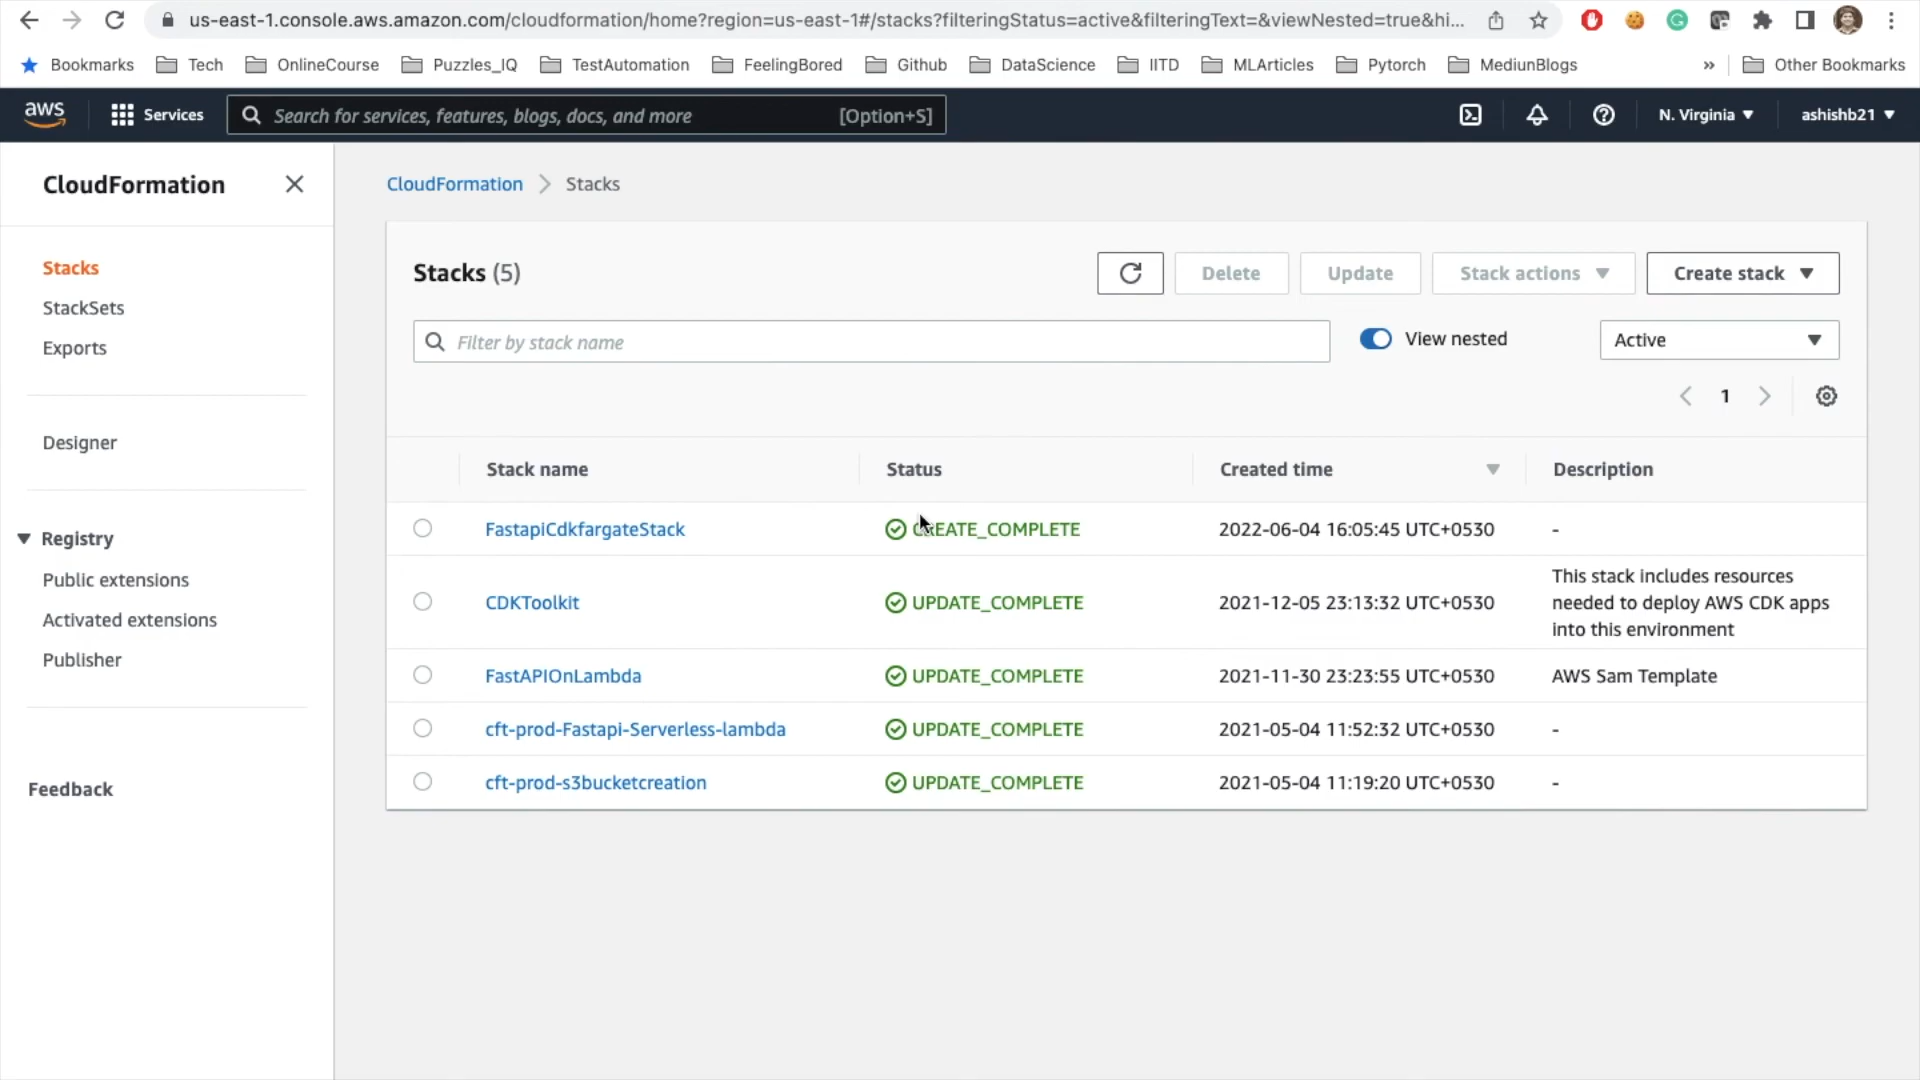 us-east-1.console.aws.amazon.com/cloudformation/home?region=us-east-1#/stacks?filteringStatus=active&filteringText=&viewNested=true&hi...
Bookmarks Tech OnlineCourse Puzzles_IQ TestAutomation FeelingBored Github DataScience IITD MLArticles Pytorch MediunBlogs » Other Bookmarks
aws Services Search for services, features, blogs, docs, and more [Option+S] N. Virginia ashishb21
CloudFormation
Stacks
StackSets
Exports
Designer
Registry
Public extensions
Activated extensions
Publisher
Feedback
CloudFormation > Stacks
Stacks (5) Delete Update Stack actions Create stack
Filter by stack name View nested Active
1
Stack name Status Created time Description
FastapiCdkfargateStack CREATE_COMPLETE 2022-06-04 16:05:45 UTC+0530 -
CDKToolkit UPDATE_COMPLETE 2021-12-05 23:13:32 UTC+0530 This stack includes resources
needed to deploy AWS CDK apps
into this environment
FastAPIOnLambda UPDATE_COMPLETE 2021-11-30 23:23:55 UTC+0530 AWS Sam Template
cft-prod-Fastapi-Serverless-lambda UPDATE_COMPLETE 2021-05-04 11:52:32 UTC+0530 -
cft-prod-s3bucketcreation UPDATE_COMPLETE 2021-05-04 11:19:20 UTC+0530 -